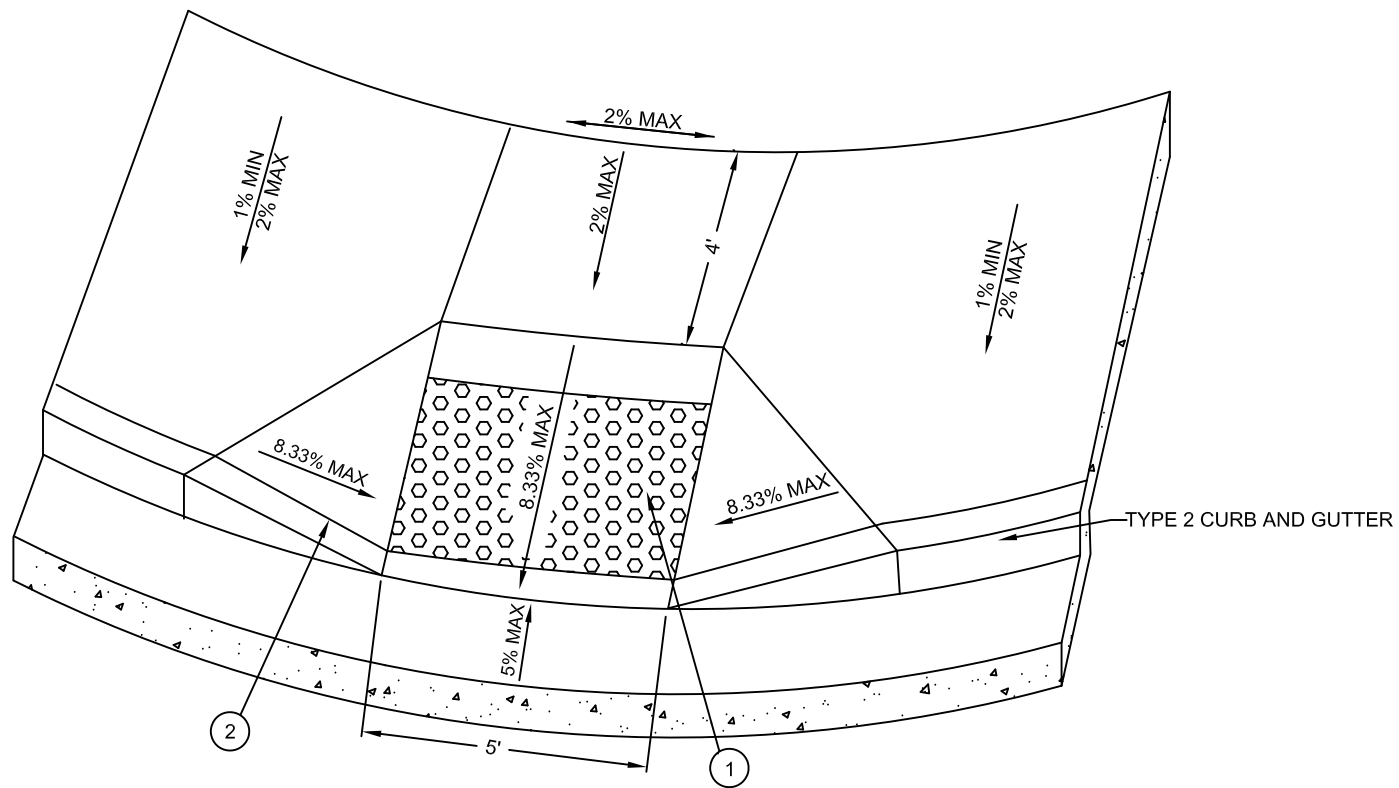 2% MAX
1% MIN
2% MAX
2% MAX
4'
1% MIN
2% MAX
8.33% MAX
8.33% MAX
8.33% MAX
TYPE 2 CURB AND GUTTER
5% MAX
2
5'
1